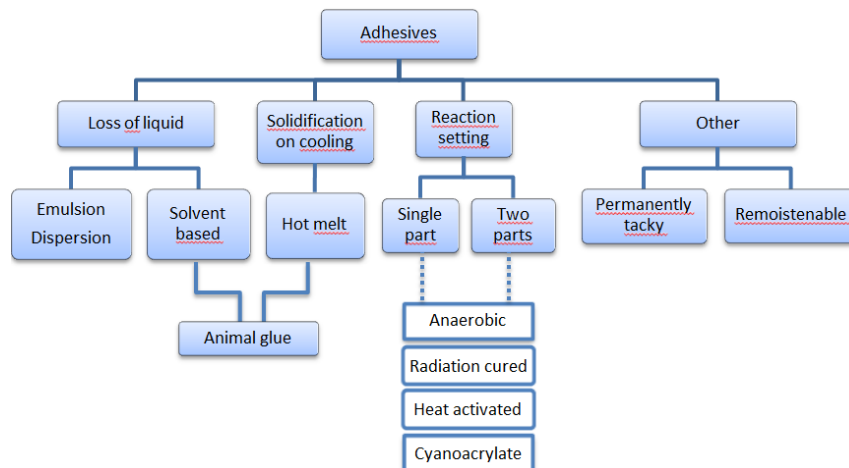 Adhesives
Loss of liquid
Solidification
on cooling
Reaction
setting
Other
Emulsion
Dispersion
Solvent
based
Hot melt
Single
part
Two
parts
Permanently
tacky
Remoistenable
Animal glue
Anaerobic
Radiation cured
Heat activated
Cyanoacrylate